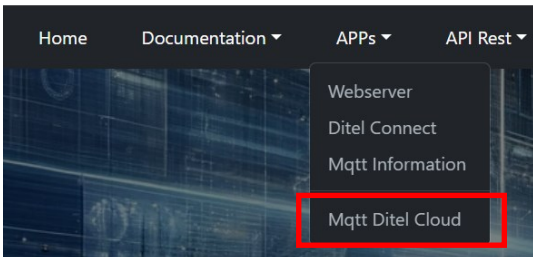 Home Documentation APPs API Rest
Webserver
Ditel Connect
Mqtt Information
Mqtt Ditel Cloud